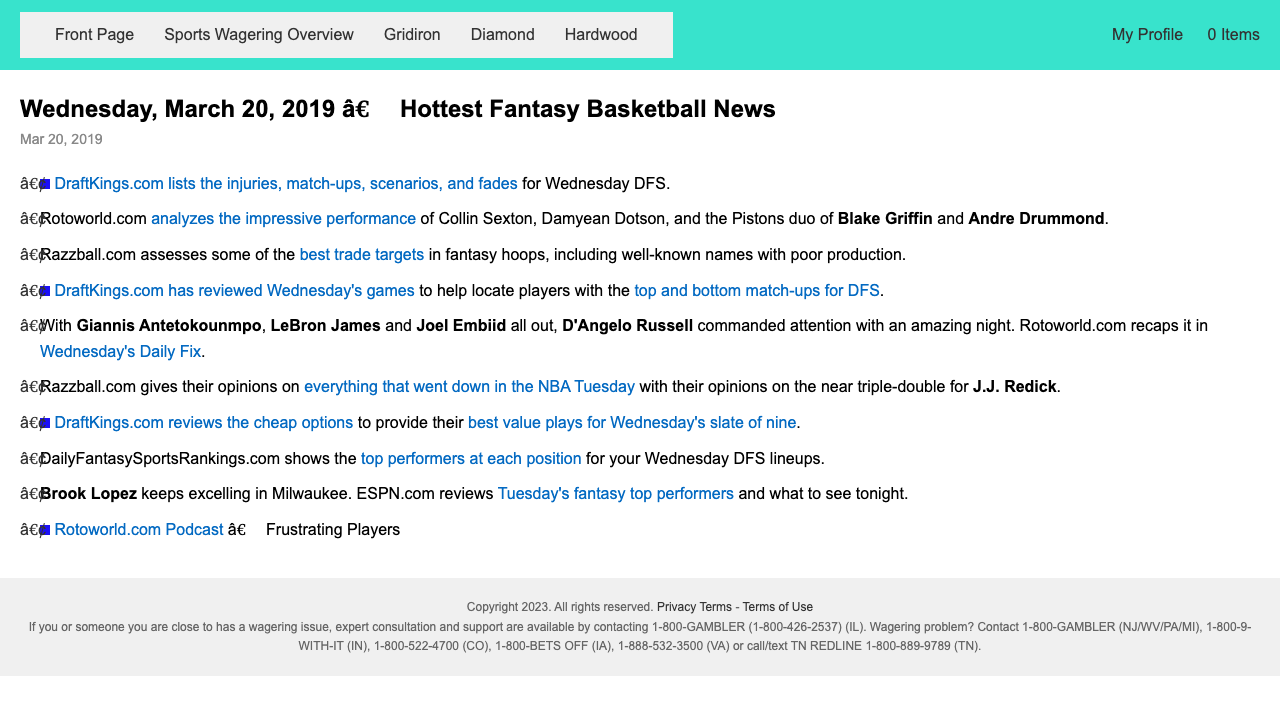 Front Page Sports Wagering Overview Gridiron Diamond Hardwood My Profile 0 Items
Wednesday, March 20, 2019 â€ Hottest Fantasy Basketball News
Mar 20, 2019
â€¢ DraftKings.com lists the injuries, match-ups, scenarios, and fades for Wednesday DFS.
â€¢ Rotoworld.com analyzes the impressive performance of Collin Sexton, Damyean Dotson, and the Pistons duo of Blake Griffin and Andre Drummond.
â€¢ Razzball.com assesses some of the best trade targets in fantasy hoops, including well-known names with poor production.
â€¢ DraftKings.com has reviewed Wednesday's games to help locate players with the top and bottom match-ups for DFS.
â€¢ With Giannis Antetokounmpo, LeBron James and Joel Embiid all out, D'Angelo Russell commanded attention with an amazing night. Rotoworld.com recaps it in
Wednesday's Daily Fix.
â€¢ Razzball.com gives their opinions on everything that went down in the NBA Tuesday with their opinions on the near triple-double for J.J. Redick.
â€¢ DraftKings.com reviews the cheap options to provide their best value plays for Wednesday's slate of nine.
â€¢ DailyFantasySportsRankings.com shows the top performers at each position for your Wednesday DFS lineups.
â€¢ Brook Lopez keeps excelling in Milwaukee. ESPN.com reviews Tuesday's fantasy top performers and what to see tonight.
â€¢ Rotoworld.com Podcast â€ Frustrating Players
Copyright 2023. All rights reserved. Privacy Terms - Terms of Use
If you or someone you are close to has a wagering issue, expert consultation and support are available by contacting 1-800-GAMBLER (1-800-426-2537) (IL). Wagering problem? Contact 1-800-GAMBLER (NJ/WV/PA/MI), 1-800-9-
WITH-IT (IN), 1-800-522-4700 (CO), 1-800-BETS OFF (IA), 1-888-532-3500 (VA) or call/text TN REDLINE 1-800-889-9789 (TN).